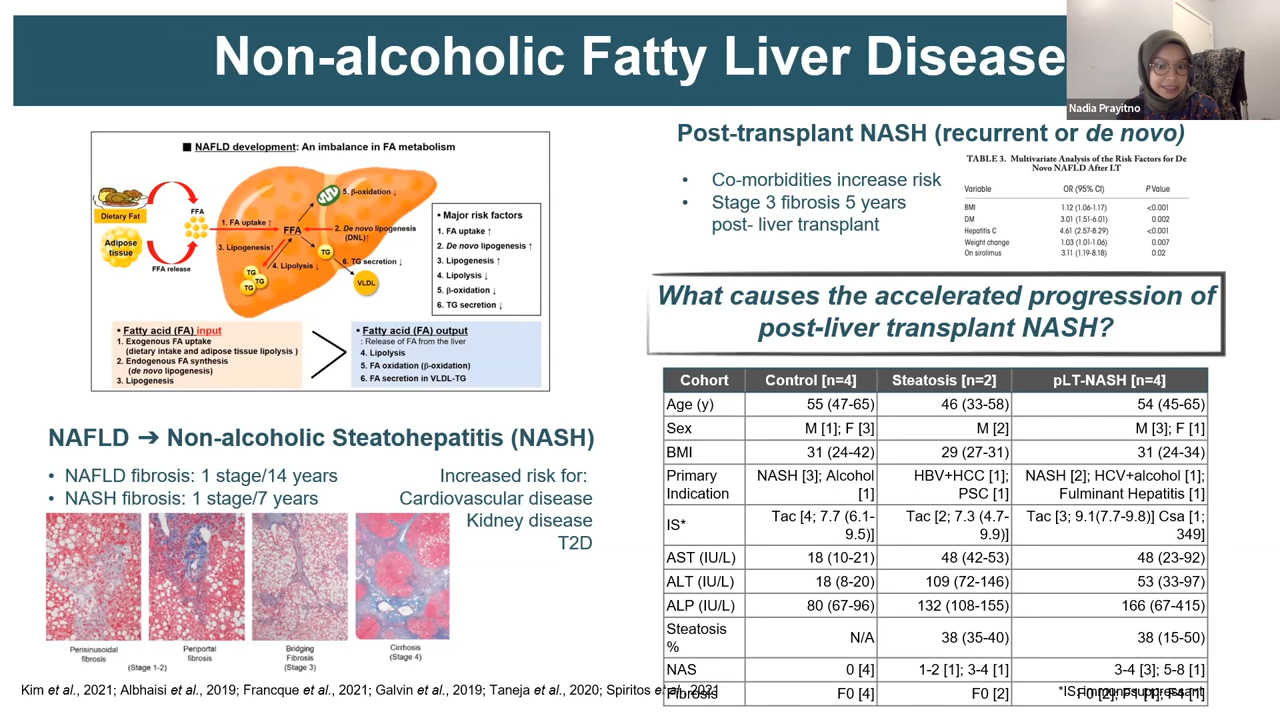 Non-alcoholic Fatty Liver Disease
Nadia Prayitno
■ NAFLD development: An imbalance in FA metabolism
Dietary Fat
Adipose
tissue
FFA
FFA release
1. FA uptake ↑
FFA
5. β-oxidation ↓
2. De novo lipogenesis
(DNL)↑
3. Lipogenesis↑
4. Lipolysis ↓
TG
TG
TG
TG
6. TG secretion ↓
VLDL
• Major risk factors
1. FA uptake ↑
2. De novo lipogenesis ↑
3. Lipogenesis ↑
4. Lipolysis ↓
5. β-oxidation ↓
6. TG secretion ↓
• Fatty acid (FA) input
1. Exogenous FA uptake
(dietary intake and adipose tissue lipolysis )
2. Endogenous FA synthesis
(de novo lipogenesis)
3. Lipogenesis
• Fatty acid (FA) output
: Release of FA from the liver
4. Lipolysis
5. FA oxidation (β-oxidation)
6. FA secretion in VLDL-TG
NAFLD ➔ Non-alcoholic Steatohepatitis (NASH)
• NAFLD fibrosis: 1 stage/14 years
• NASH fibrosis: 1 stage/7 years
Increased risk for:
Cardiovascular disease
Kidney disease
T2D
Perisinusoidal
fibrosis
(Stage 1-2)
Periportal
fibrosis
Bridging
Fibrosis
(Stage 3)
Cirrhosis
(Stage 4)
Kim et al., 2021; Albhaisi et al., 2019; Francque et al., 2021; Galvin et al., 2019; Taneja et al., 2020; Spiritos et al., 2021
Post-transplant NASH (recurrent or de novo)
• Co-morbidities increase risk
• Stage 3 fibrosis 5 years
post- liver transplant
TABLE 3. Multivariate Analysis of the Risk Factors for De
Novo NAFLD After LT
Variable OR (95% CI) P Value
BMI 1.12 (1.06-1.17) <0.001
DM 3.01 (1.51-6.01) 0.002
Hepatitis C 4.61 (2.57-8.29) <0.001
Weight change 1.03 (1.01-1.06) 0.007
On sirolimus 3.11 (1.19-8.18) 0.02
What causes the accelerated progression of
post-liver transplant NASH?
Cohort Control [n=4] Steatosis [n=2] pLT-NASH [n=4]
Age (y) 55 (47-65) 46 (33-58) 54 (45-65)
Sex M [1]; F [3] M [2] M [3]; F [1]
BMI 31 (24-42) 29 (27-31) 31 (24-34)
Primary NASH [3]; Alcohol HBV+HCC [1]; NASH [2]; HCV+alcohol [1];
Indication [1] PSC [1] Fulminant Hepatitis [1]
IS* Tac [4; 7.7 (6.1- Tac [2; 7.3 (4.7- Tac [3; 9.1(7.7-9.8)] Csa [1;
9.5)] 9.9)] 349]
AST (IU/L) 18 (10-21) 48 (42-53) 48 (23-92)
ALT (IU/L) 18 (8-20) 109 (72-146) 53 (33-97)
ALP (IU/L) 80 (67-96) 132 (108-155) 166 (67-415)
Steatosis
% N/A 38 (35-40) 38 (15-50)
NAS 0 [4] 1-2 [1]; 3-4 [1] 3-4 [3]; 5-8 [1]
Fibrosis F0 [4] F0 [2] F0 [2]; F1 [1]; F4 [1]
*IS: Immunosuppressant